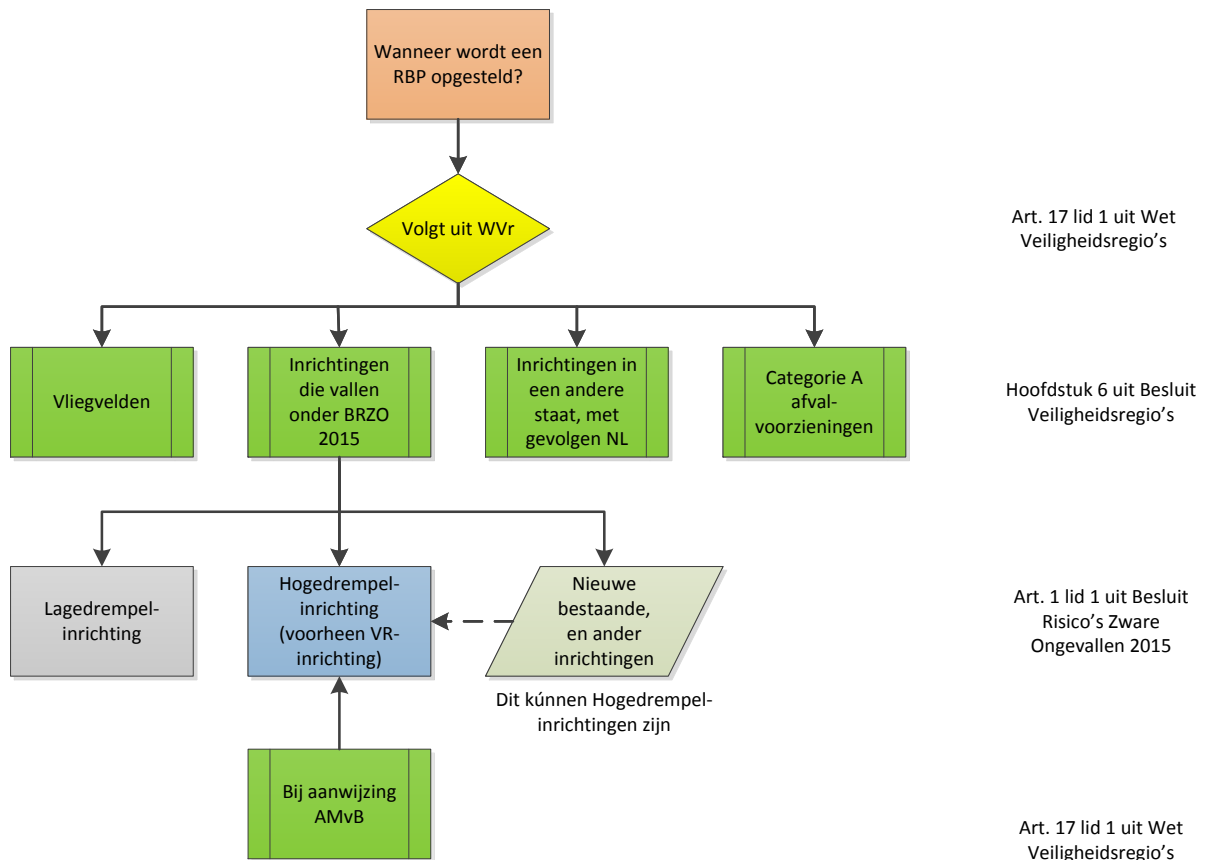 Wanneer wordt een
RBP opgesteld?
Volgt uit WVr
Art. 17 lid 1 uit Wet
Veiligheidsregio's
Vliegvelden
Inrichtingen
die vallen
onder BRZO
2015
Inrichtingen in
een andere
staat, met
gevolgen NL
Categorie A
afval-
voorzieningen
Hoofdstuk 6 uit Besluit
Veiligheidsregio's
Lagedrempel-
inrichting
Hogedrempel-
inrichting
(voorheen VR-
inrichting)
Nieuwe
bestaande,
en ander
inrichtingen
Art. 1 lid 1 uit Besluit
Risico's Zware
Ongevallen 2015
Dit kúnnen Hogedrempel-
inrichtingen zijn
Bij aanwijzing
AMvB
Art. 17 lid 1 uit Wet
Veiligheidsregio's